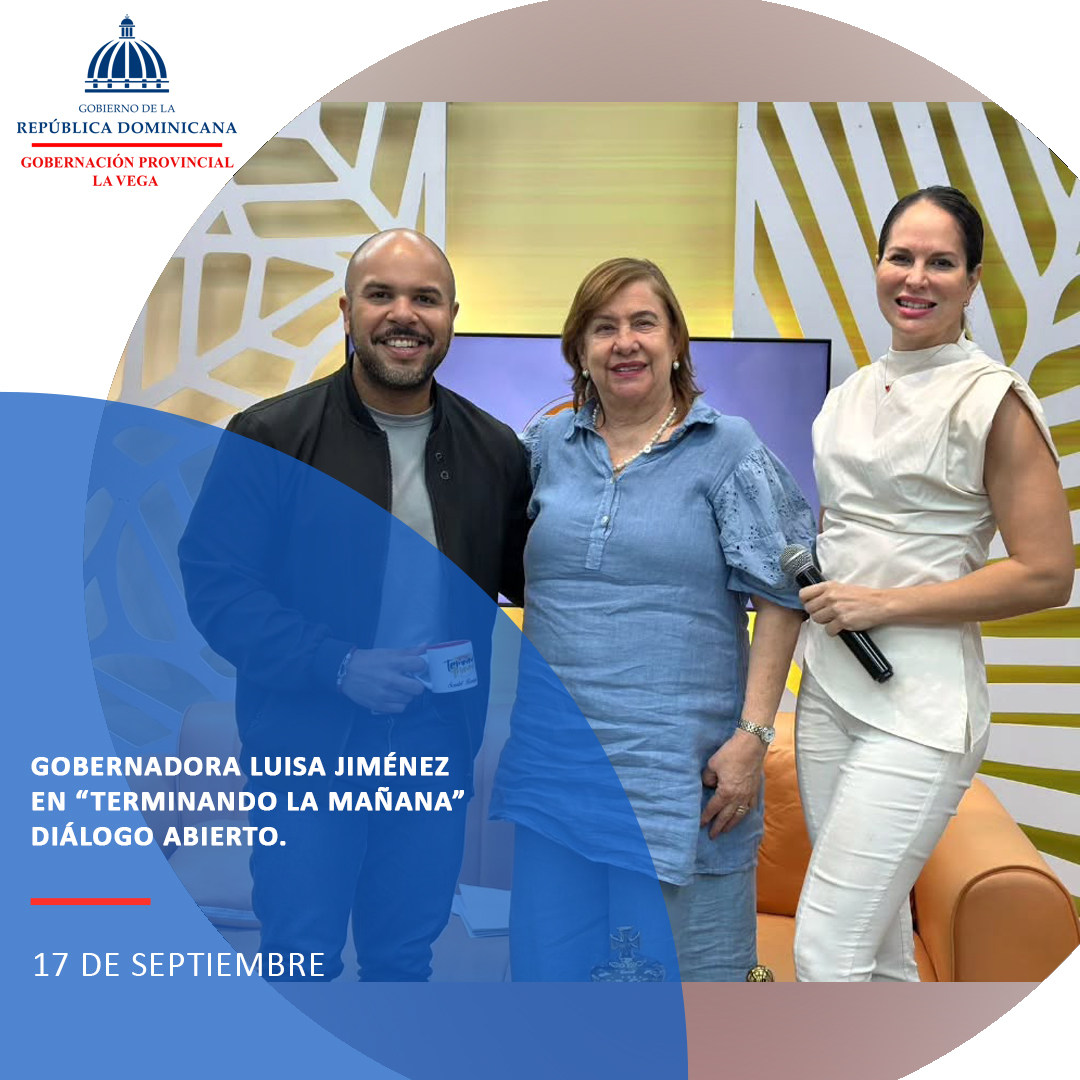 GOBIERNO DE LA
REPÚBLICA DOMINICANA
GOBERNACIÓN PROVINCIAL
LA VEGA
GOBERNADORA LUISA JIMÉNEZ
EN “TERMINANDO LA MAÑANA”
DIÁLOGO ABIERTO.
17 DE SEPTIEMBRE